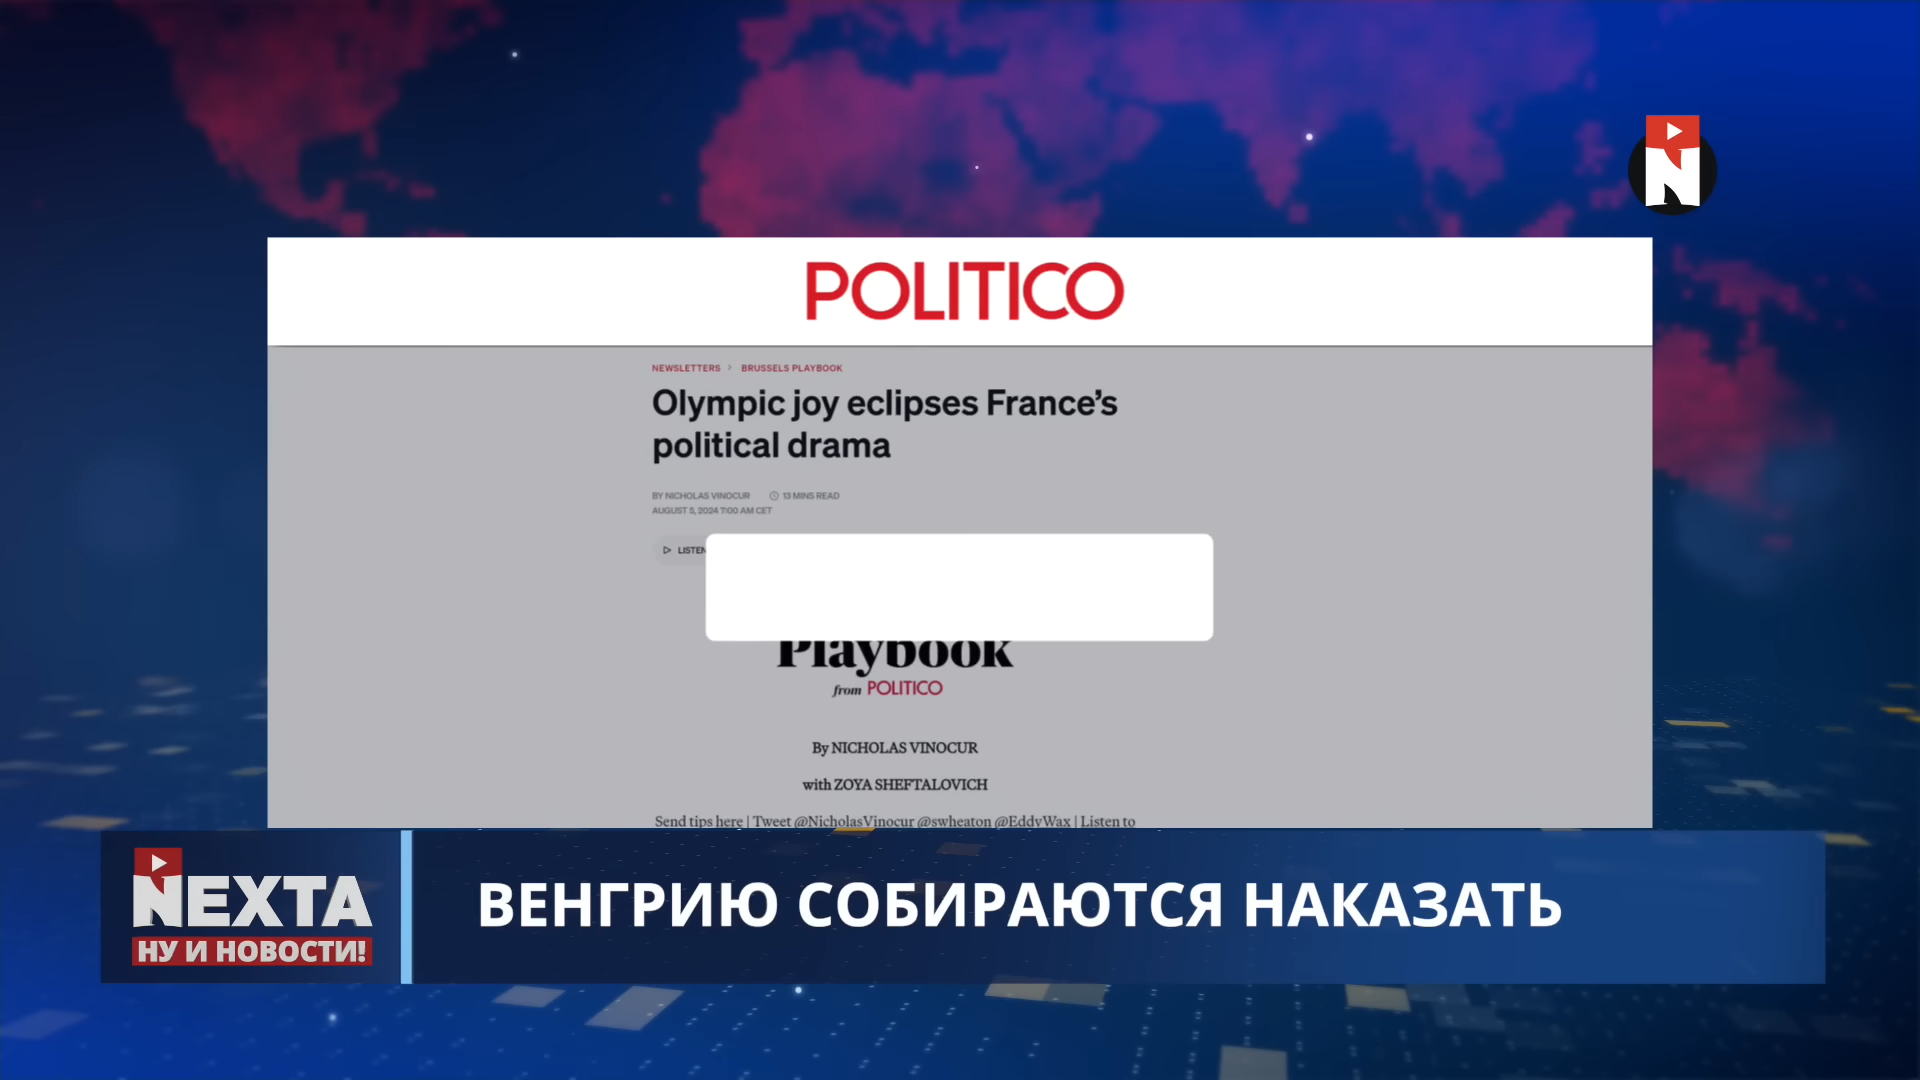 POLITICO
NEWSLETTERS > BRUSSELS PLAYBOOK
Olympic joy eclipses France's
political drama
BY NICHOLAS VINOCUR 13 MINS READ
AUGUST 5, 2024 7:00 AM CET
LISTEN
Playbook
from POLITICO
By NICHOLAS VINOCUR
with ZOYA SHEFTALOVICH
Send tips here | Tweet @NicholasVinocur @swheaton @EddyWax | Listen to
NEXTA
НУ И НОВОСТИ!
ВЕНГРИЮ СОБИРАЮТСЯ НАКАЗАТЬ